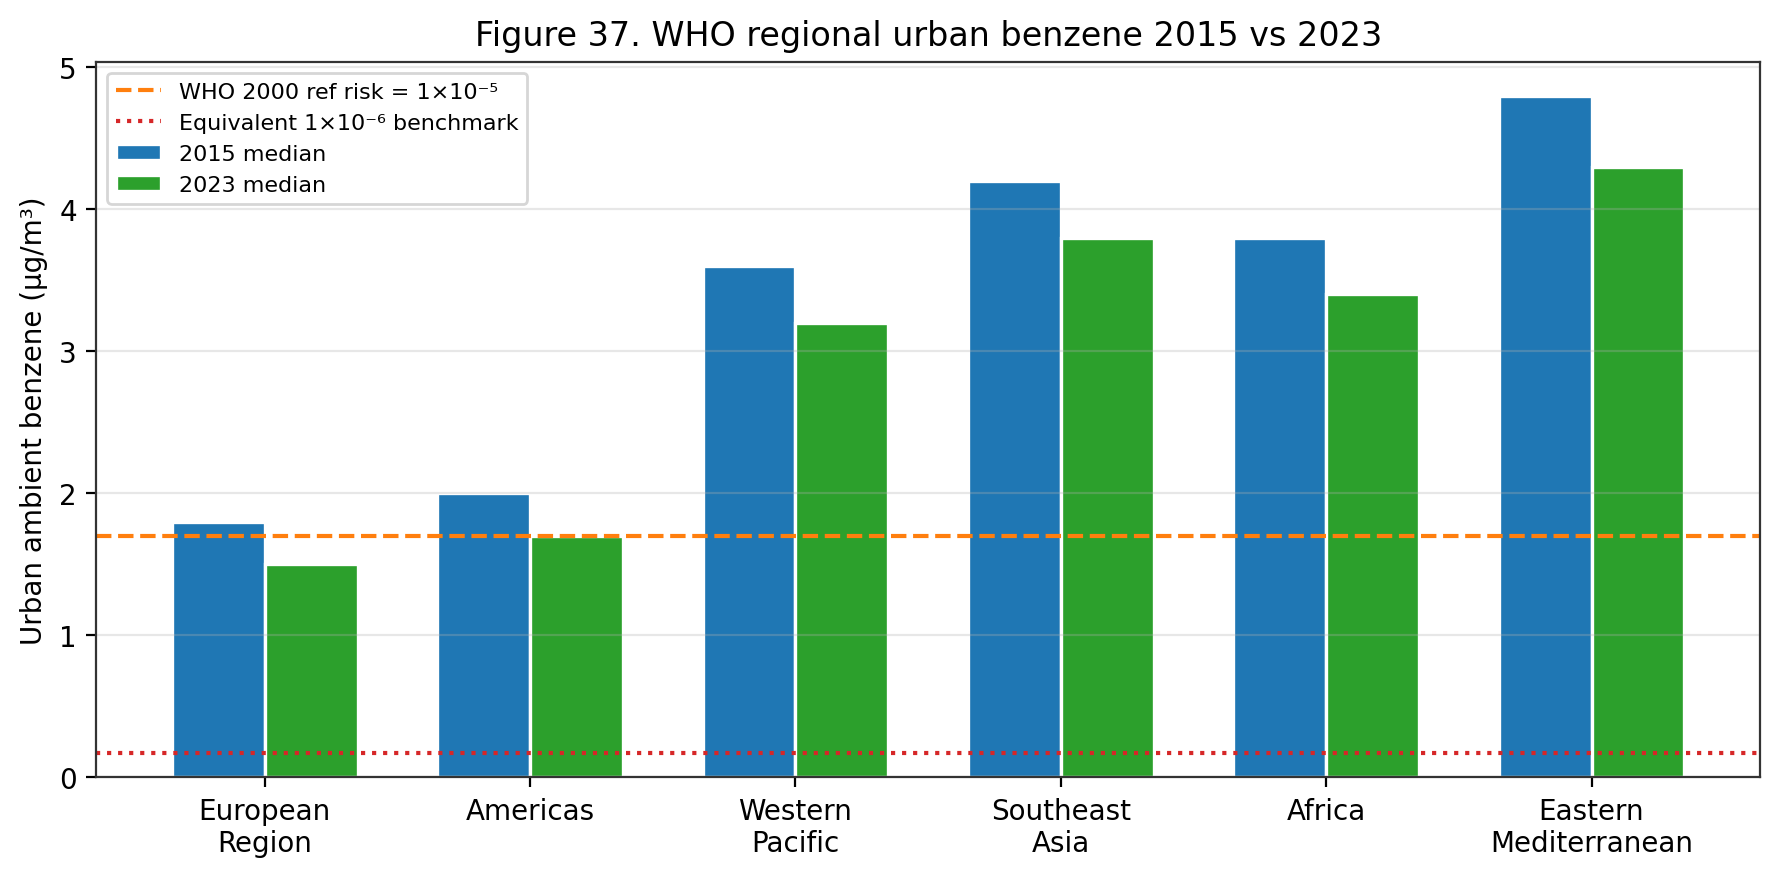 Figure 37. WHO regional urban benzene 2015 vs 2023
WHO 2000 ref risk = 1×10⁻⁵
Equivalent 1×10⁻⁶ benchmark
2015 median
2023 median
Urban ambient benzene (µg/m³)
5
4
3
2
1
0
European
Region
Americas
Western
Pacific
Southeast
Asia
Africa
Eastern
Mediterranean